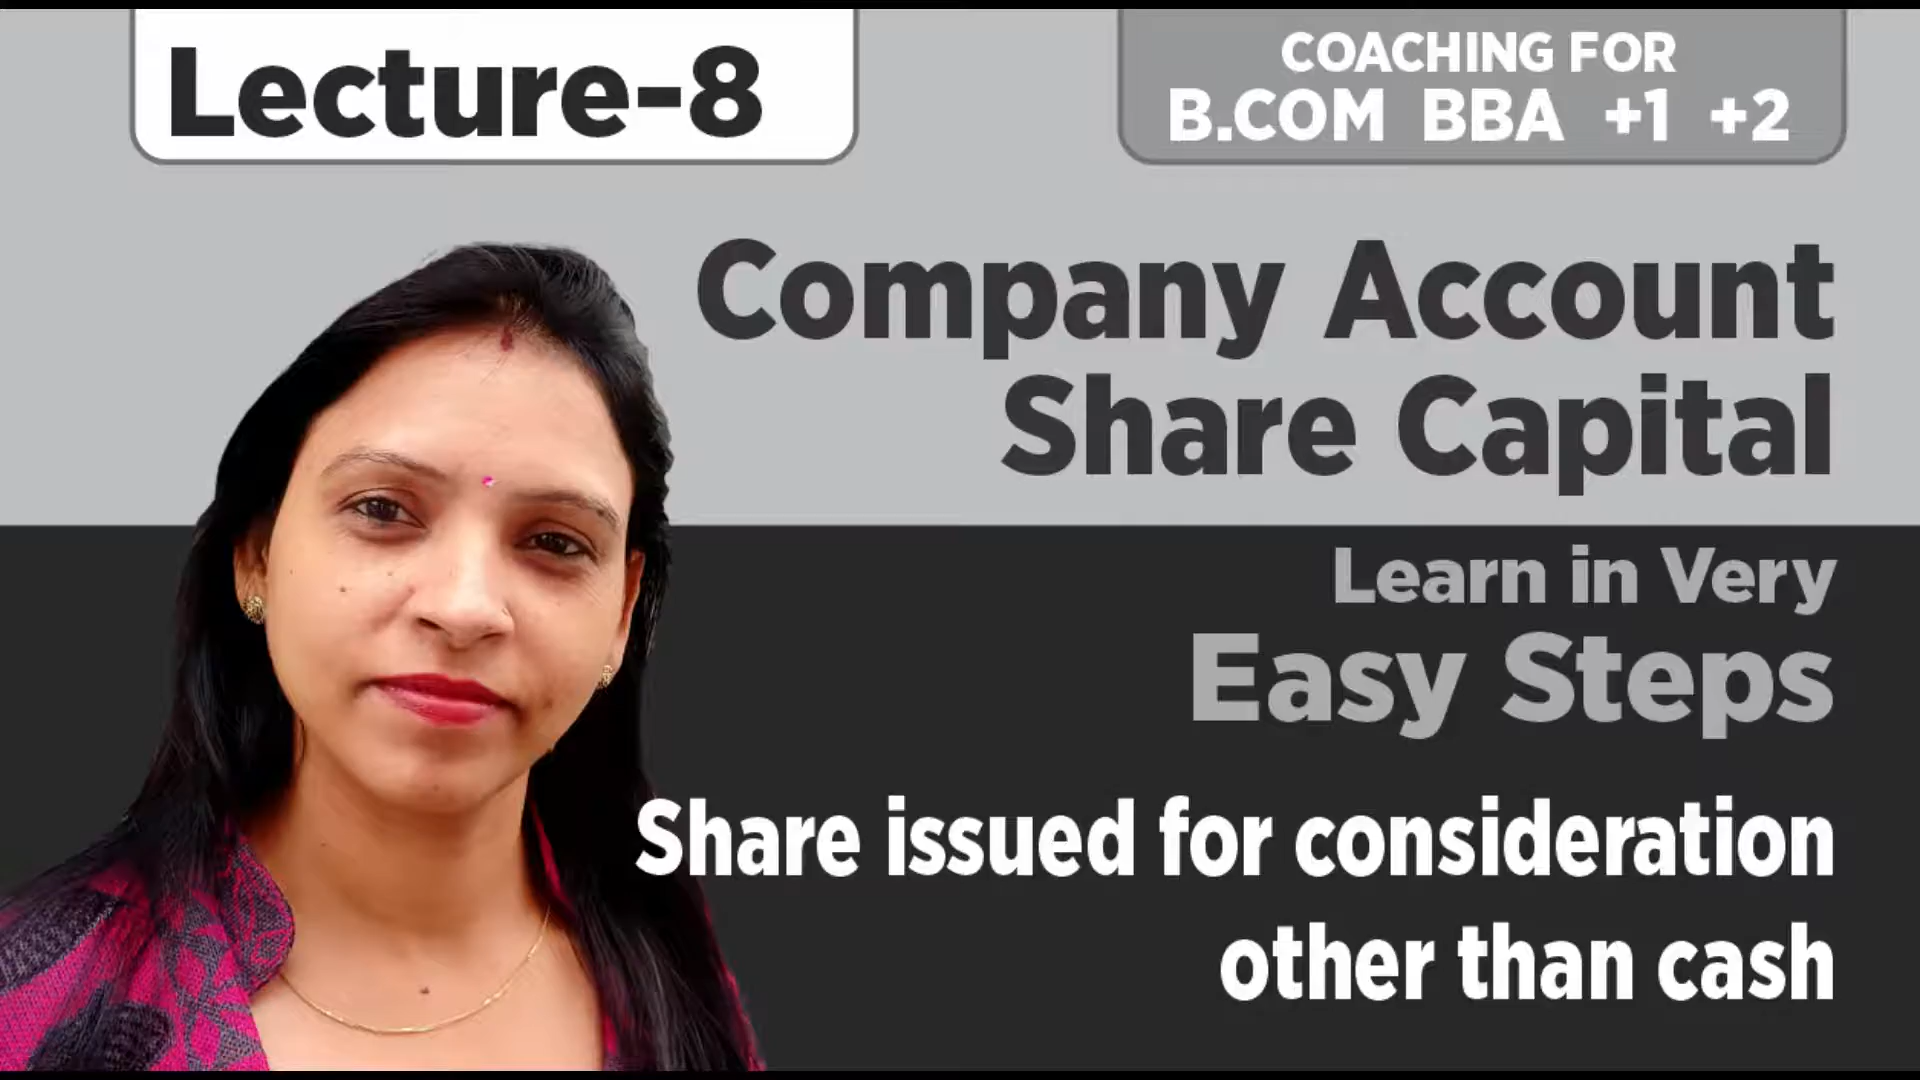 Lecture-8
COACHING FOR
B.COM BBA +1 +2
Company Account
Share Capital
Learn in Very
Easy Steps
Share issued for consideration
other than cash